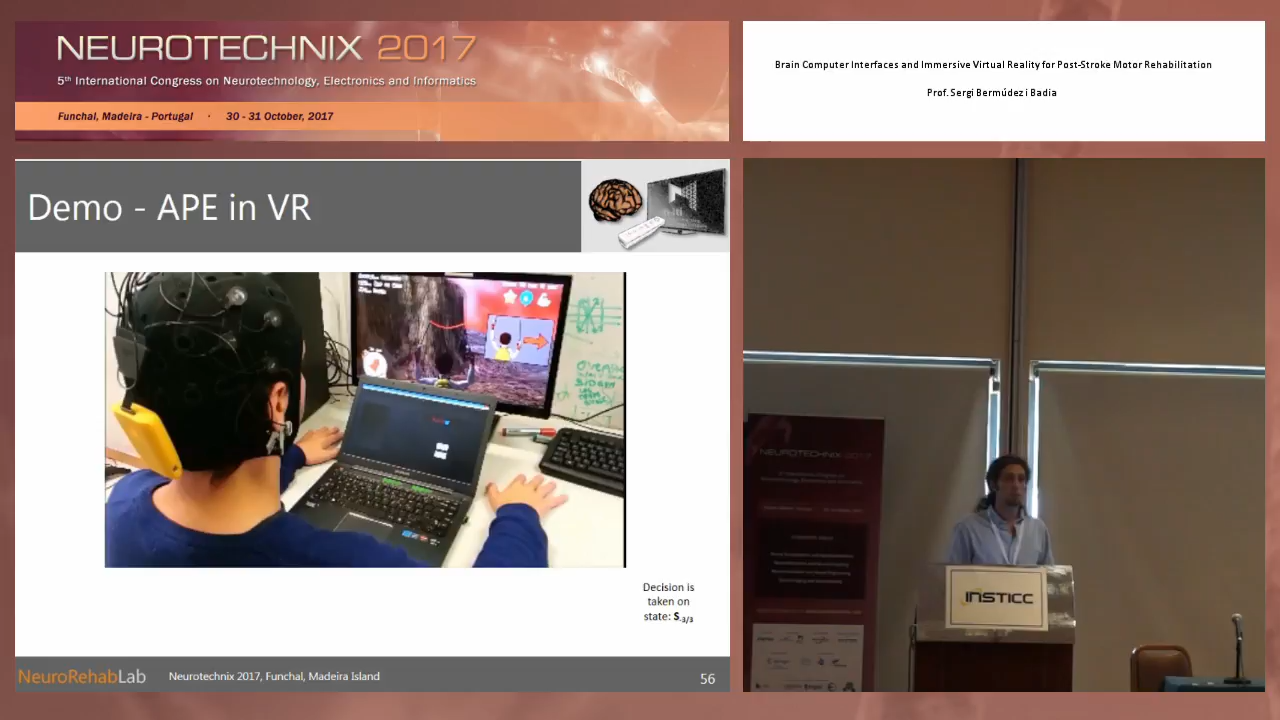 NEUROTECHNIX 2017
5th International Congress on Neurotechnology, Electronics and Informatics
Funchal, Madeira - Portugal · 30 - 31 October, 2017
Brain Computer Interfaces and Immersive Virtual Reality for Post-Stroke Motor Rehabilitation
Prof. Sergi Bermúdez i Badia
Demo - APE in VR
Decision is
taken on
state: S-3/3
NeuroRehabLab
Neurotechnix 2017, Funchal, Madeira Island
56
NEUROTECHNIX 2017
INSTICC